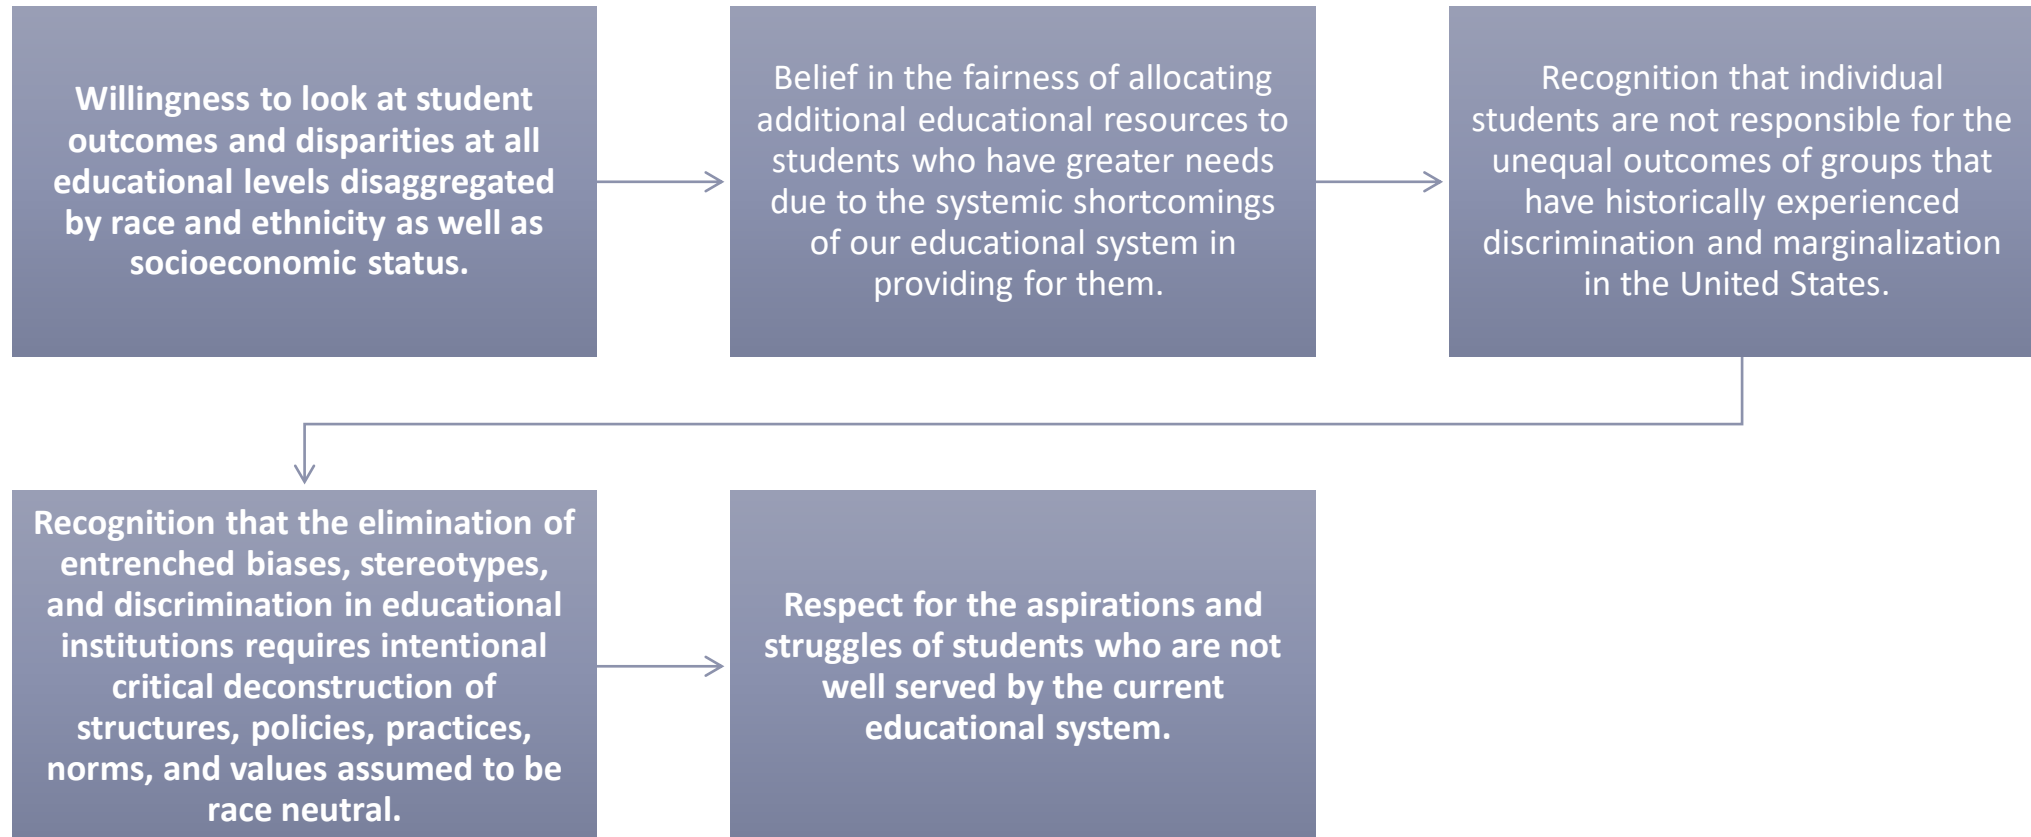 Willingness to look at student
outcomes and disparities at all
educational levels disaggregated
by race and ethnicity as well as
socioeconomic status.
Belief in the fairness of allocating
additional educational resources to
students who have greater needs
due to the systemic shortcomings
of our educational system in
providing for them.
Recognition that individual
students are not responsible for the
unequal outcomes of groups that
have historically experienced
discrimination and marginalization
in the United States.
Recognition that the elimination of
entrenched biases, stereotypes,
and discrimination in educational
institutions requires intentional
critical deconstruction of
structures, policies, practices,
norms, and values assumed to be
race neutral.
Respect for the aspirations and
struggles of students who are not
well served by the current
educational system.